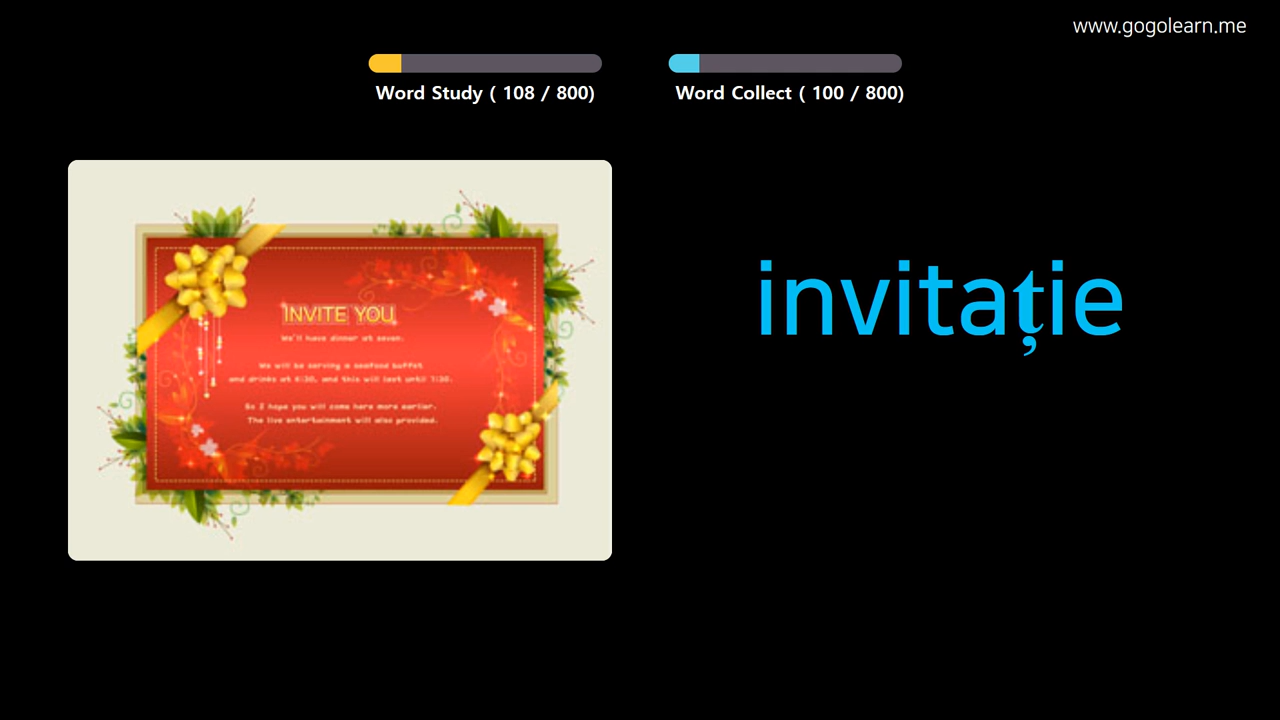 www.gogolearn.me
Word Study ( 108 / 800)
Word Collect ( 100 / 800)
INVITE YOU
We'll have dinner at seven.
We will be serving a seafood buffet
and drinks at 6:30, and this will last until 1:30.
So I hope you will come here more earlier.
The live entertainment will also provided.
invitație